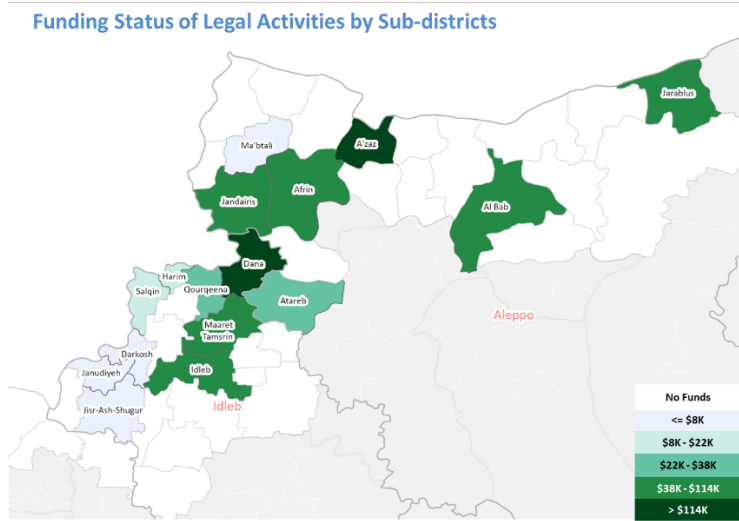 Funding Status of Legal Activities by Sub-districts
Jarablus
Ma'btali
A'zaz
Afrin
Jandairis
Al Bab
Dana
Harim
Salqin
Qourqeena
Atareb
Aleppo
Maaret
Tamsrin
Darkosh
Janudiyeh
Idleb
Jisr-Ash-Shugur
Idleb
No Funds
<= $8K
$8K - $22K
$22K - $38K
$38K - $114K
> $114K